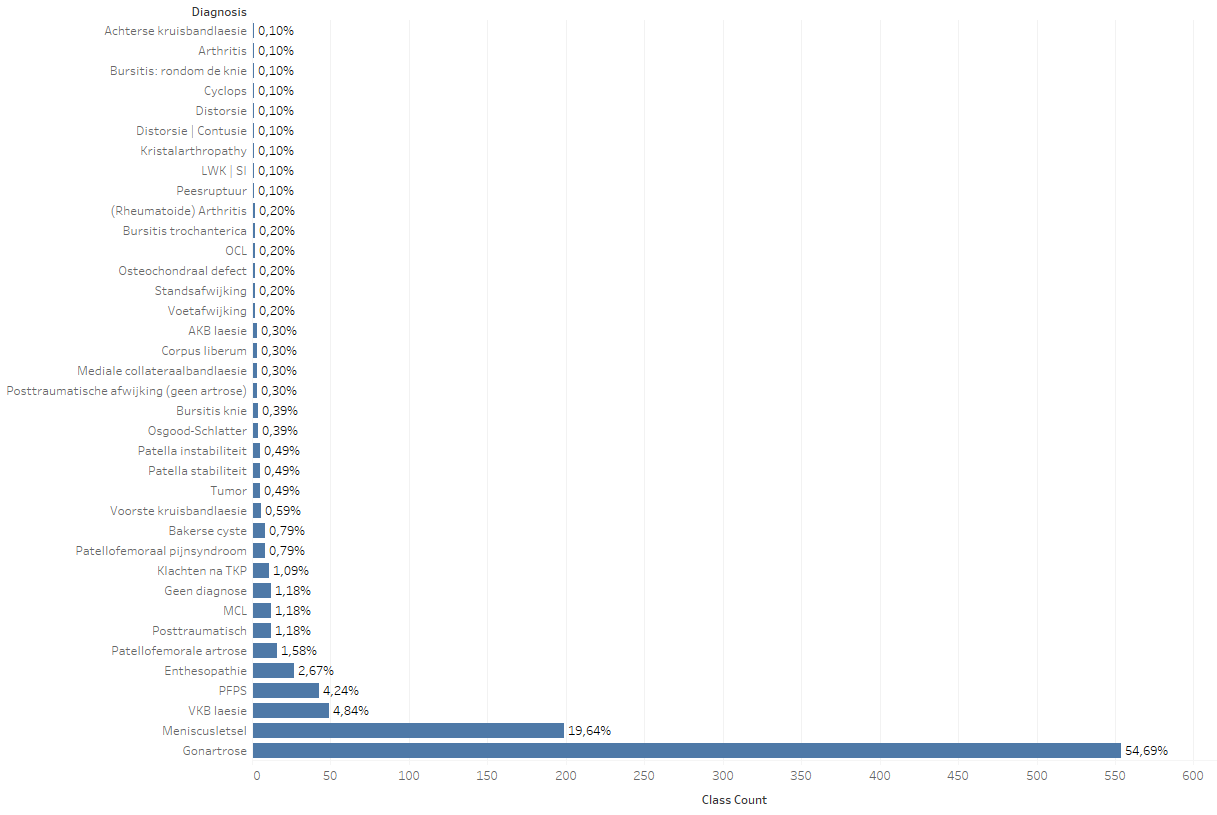 Diagnosis
Achterse kruisbandlaesie 0,10%
Arthritis 0,10%
Bursitis: rondom de knie 0,10%
Cyclops 0,10%
Distorsie 0,10%
Distorsie | Contusie 0,10%
Kristalarthropathy 0,10%
LWK | SI 0,10%
Peesruptuur 0,10%
(Rheumatoide) Arthritis 0,20%
Bursitis trochanterica 0,20%
OCL 0,20%
Osteochondraal defect 0,20%
Standsafwijking 0,20%
Voetafwijking 0,20%
AKB laesie 0,30%
Corpus liberum 0,30%
Mediale collateraalbandlaesie 0,30%
Posttraumatische afwijking (geen artrose) 0,30%
Bursitis knie 0,39%
Osgood-Schlatter 0,39%
Patella instabiliteit 0,49%
Patella stabiliteit 0,49%
Tumor 0,49%
Voorste kruisbandlaesie 0,59%
Bakerse cyste 0,79%
Patellofemoraal pijnsyndroom 0,79%
Klachten na TKP 1,09%
Geen diagnose 1,18%
MCL 1,18%
Posttraumatisch 1,18%
Patellofemorale artrose 1,58%
Enthesopathie 2,67%
PFPS 4,24%
VKB laesie 4,84%
Meniscusletsel 19,64%
Gonartrose 54,69%
0 50 100 150 200 250 300 350 400 450 500 550 600
Class Count